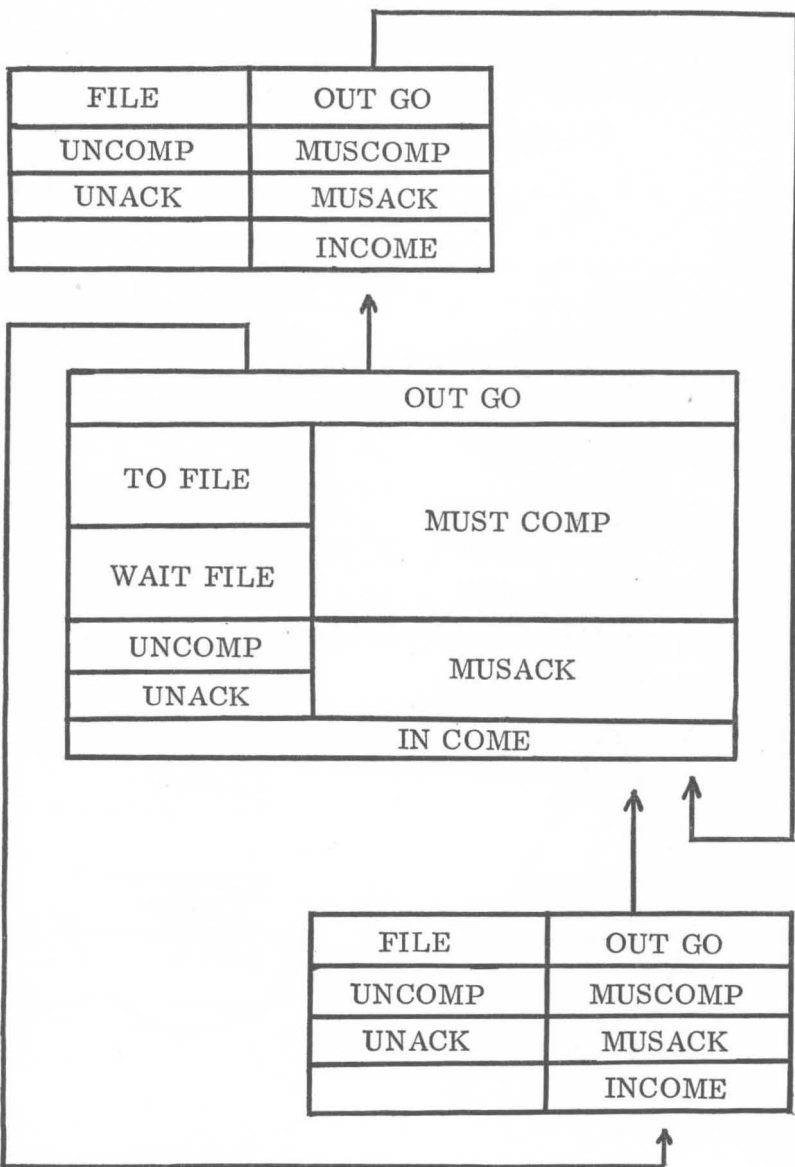 FILE OUT GO
UNCOMP MUSCOMP
UNACK MUSACK
INCOME
OUT GO
TO FILE
MUST COMP
WAIT FILE
UNCOMP
MUSACK
UNACK
IN COME
FILE OUT GO
UNCOMP MUSCOMP
UNACK MUSACK
INCOME